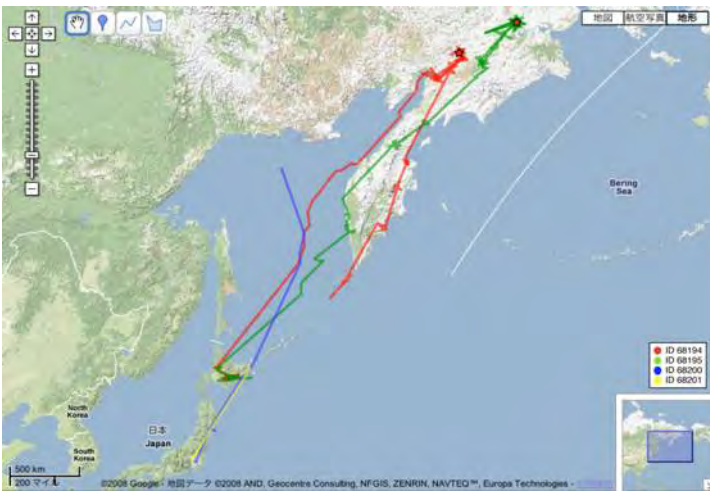 地図 航空写真 地形
Bering
Sea
ID 68194
ID 68195
ID 68200
ID 68201
North
Korea
日本
Japan
South
Korea
500 km
200 マイル
©2008 Google - 地図データ ©2008 AND, Geocentre Consulting, NFGIS, ZENRIN, NAVTEQ™, Europa Technologies -